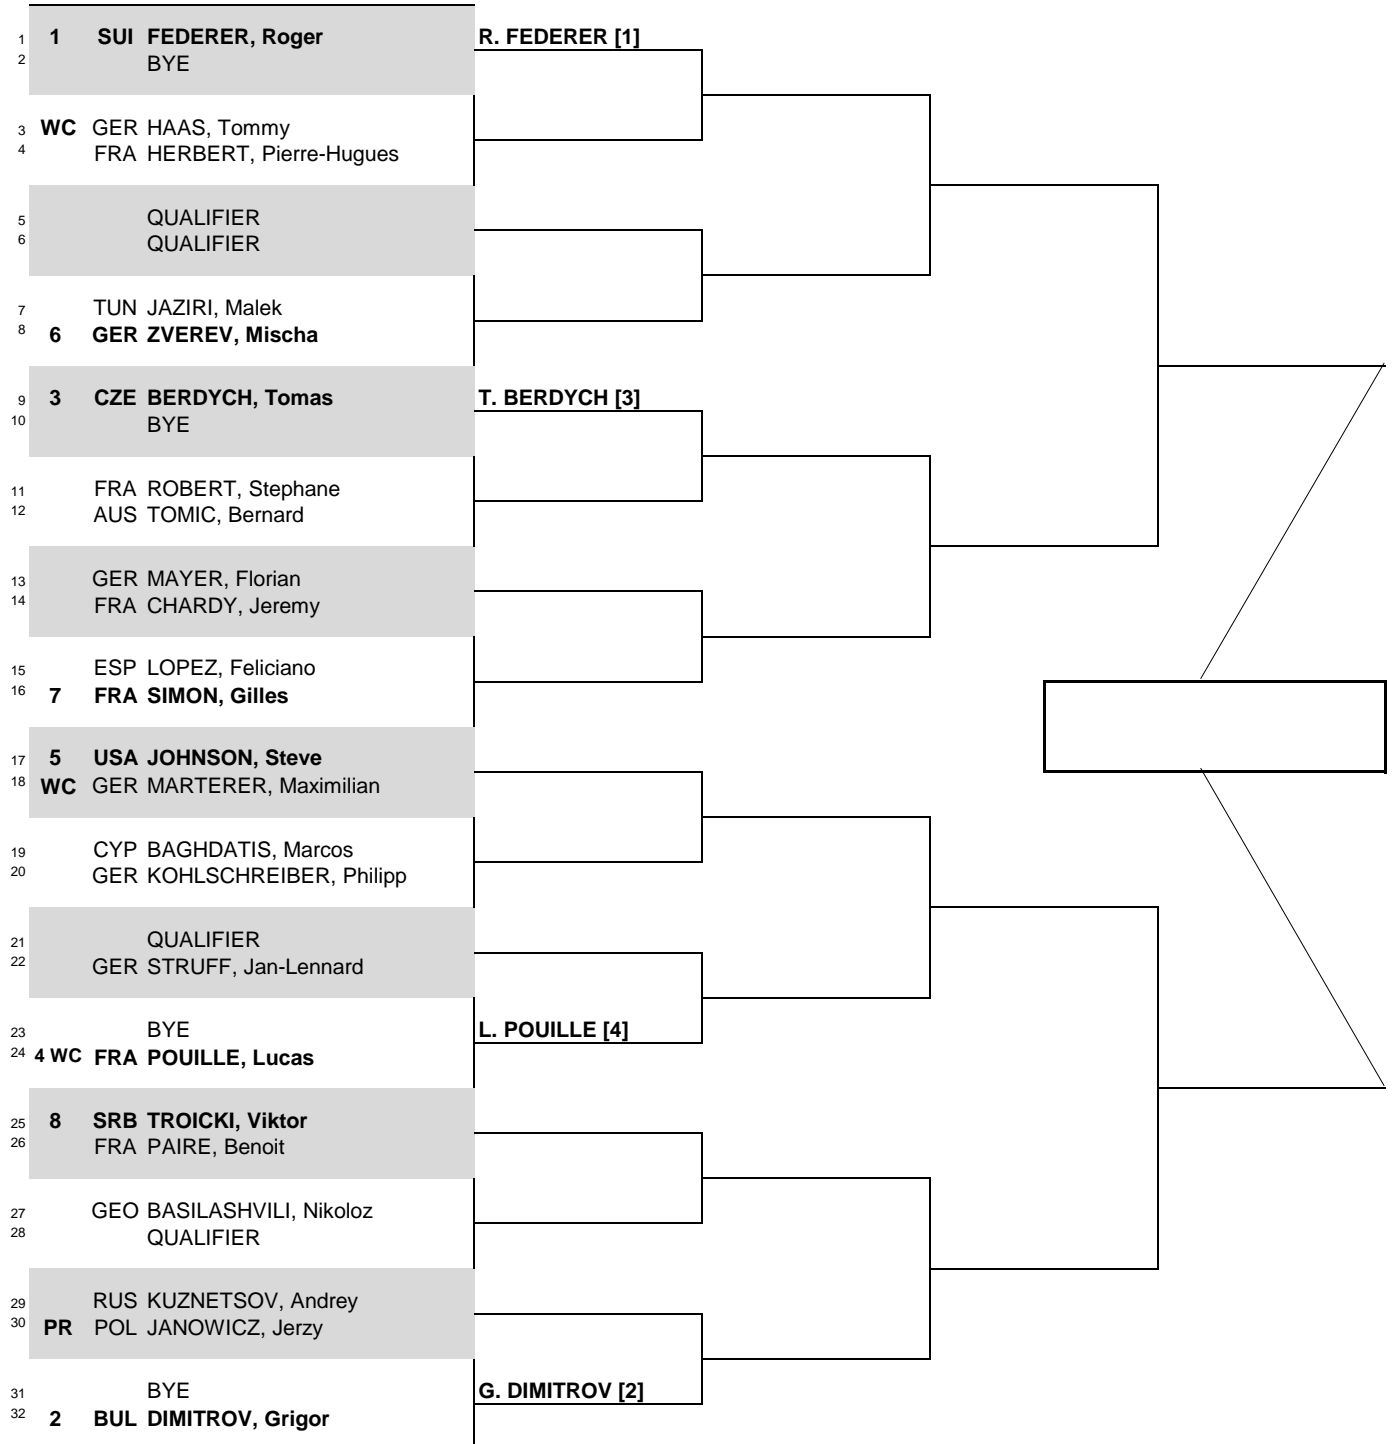 1 1 SUI FEDERER, Roger R. FEDERER [1]
2 BYE
3 WC GER HAAS, Tommy
4 FRA HERBERT, Pierre-Hugues
5 QUALIFIER
6 QUALIFIER
7 TUN JAZIRI, Malek
8 6 GER ZVEREV, Mischa
9 3 CZE BERDYCH, Tomas T. BERDYCH [3]
10 BYE
11 FRA ROBERT, Stephane
12 AUS TOMIC, Bernard
13 GER MAYER, Florian
14 FRA CHARDY, Jeremy
15 ESP LOPEZ, Feliciano
16 7 FRA SIMON, Gilles
17 5 USA JOHNSON, Steve
18 WC GER MARTERER, Maximilian
19 CYP BAGHDATIS, Marcos
20 GER KOHLSCHREIBER, Philipp
21 QUALIFIER
22 GER STRUFF, Jan-Lennard
23 BYE L. POUILLE [4]
24 4 WC FRA POUILLE, Lucas
25 8 SRB TROICKI, Viktor
26 FRA PAIRE, Benoit
27 GEO BASILASHVILI, Nikoloz
28 QUALIFIER
29 RUS KUZNETSOV, Andrey
30 PR POL JANOWICZ, Jerzy
31 BYE G. DIMITROV [2]
32 2 BUL DIMITROV, Grigor